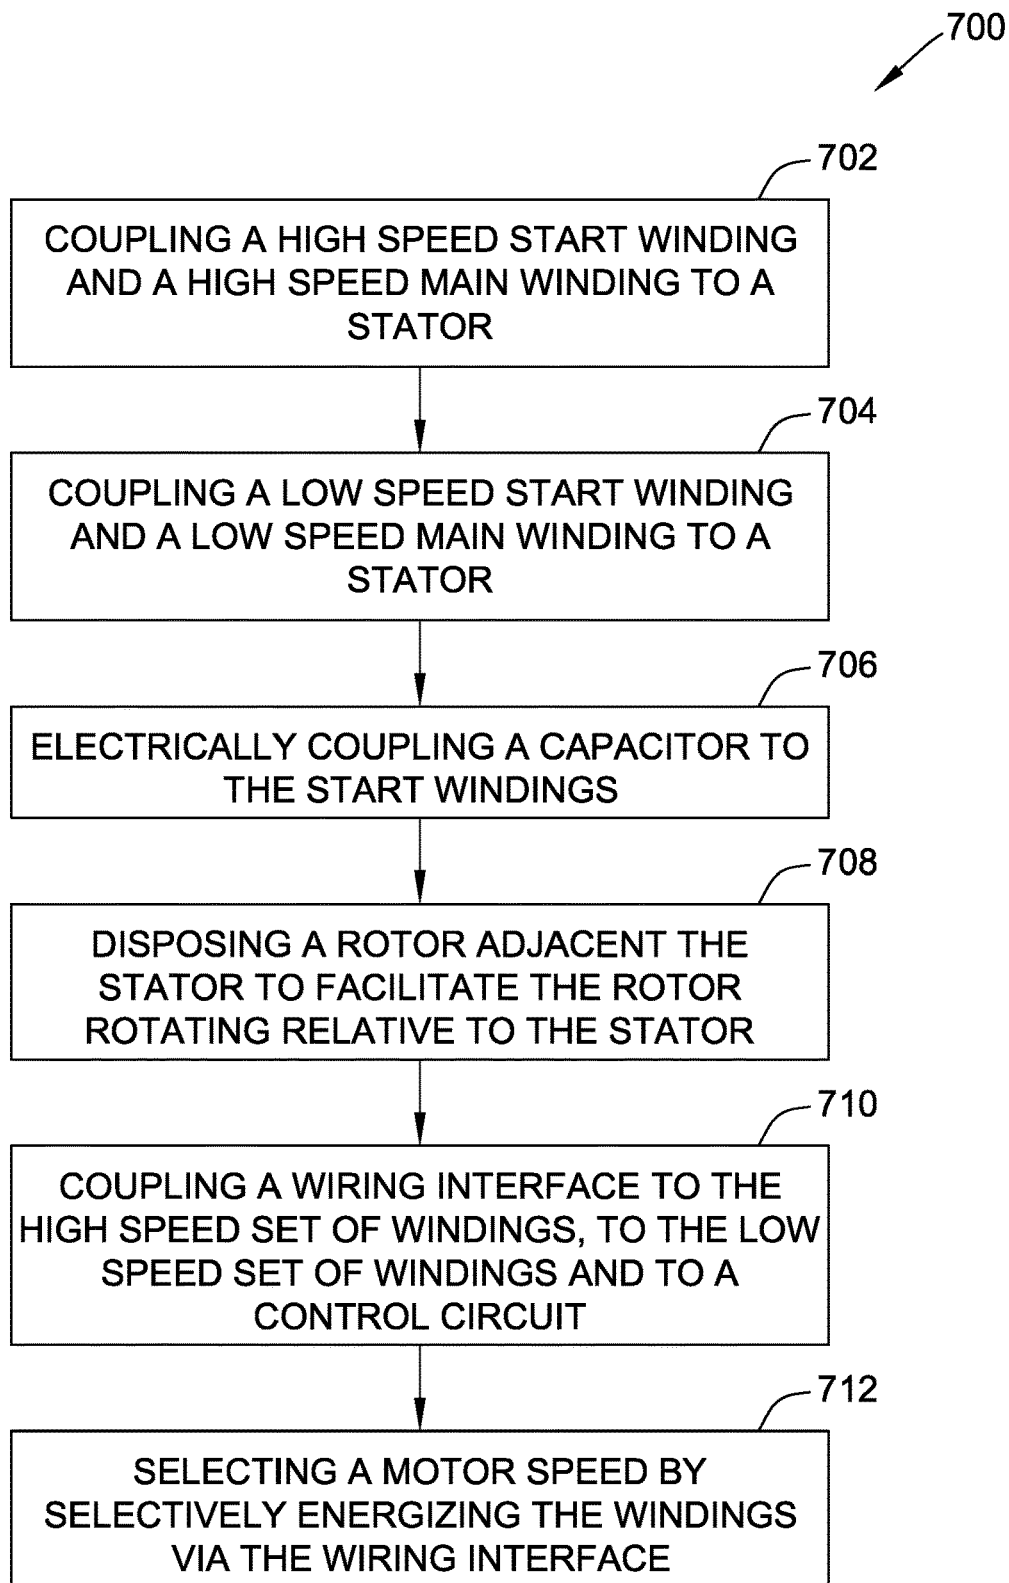 700
702
COUPLING A HIGH SPEED START WINDING
AND A HIGH SPEED MAIN WINDING TO A
STATOR
704
COUPLING A LOW SPEED START WINDING
AND A LOW SPEED MAIN WINDING TO A
STATOR
706
ELECTRICALLY COUPLING A CAPACITOR TO
THE START WINDINGS
708
DISPOSING A ROTOR ADJACENT THE
STATOR TO FACILITATE THE ROTOR
ROTATING RELATIVE TO THE STATOR
710
COUPLING A WIRING INTERFACE TO THE
HIGH SPEED SET OF WINDINGS, TO THE LOW
SPEED SET OF WINDINGS AND TO A
CONTROL CIRCUIT
712
SELECTING A MOTOR SPEED BY
SELECTIVELY ENERGIZING THE WINDINGS
VIA THE WIRING INTERFACE